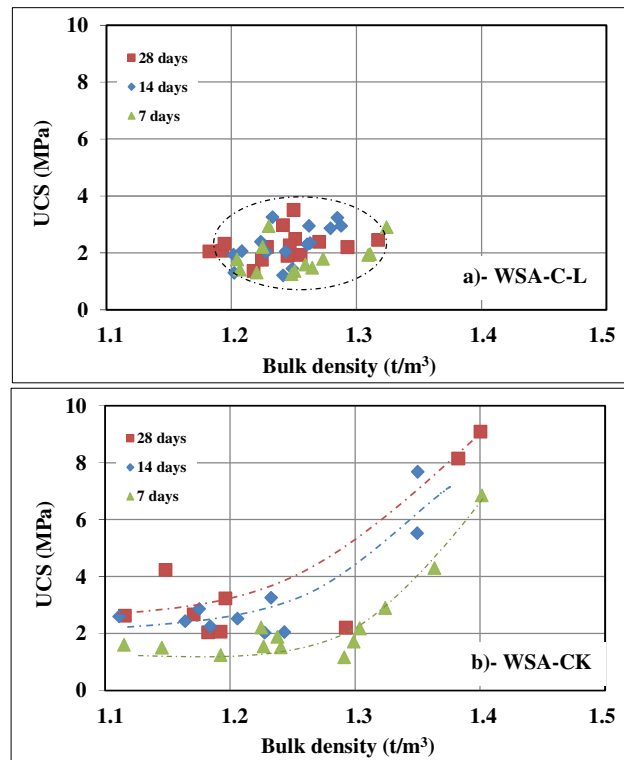 10
8
6
4
2
0
UCS (MPa)
28 days
14 days
7 days
a)- WSA-C-L
1.1 1.2 1.3 1.4 1.5
Bulk density (t/m³)
10
8
6
4
2
0
UCS (MPa)
28 days
14 days
7 days
b)- WSA-CK
1.1 1.2 1.3 1.4 1.5
Bulk density (t/m³)